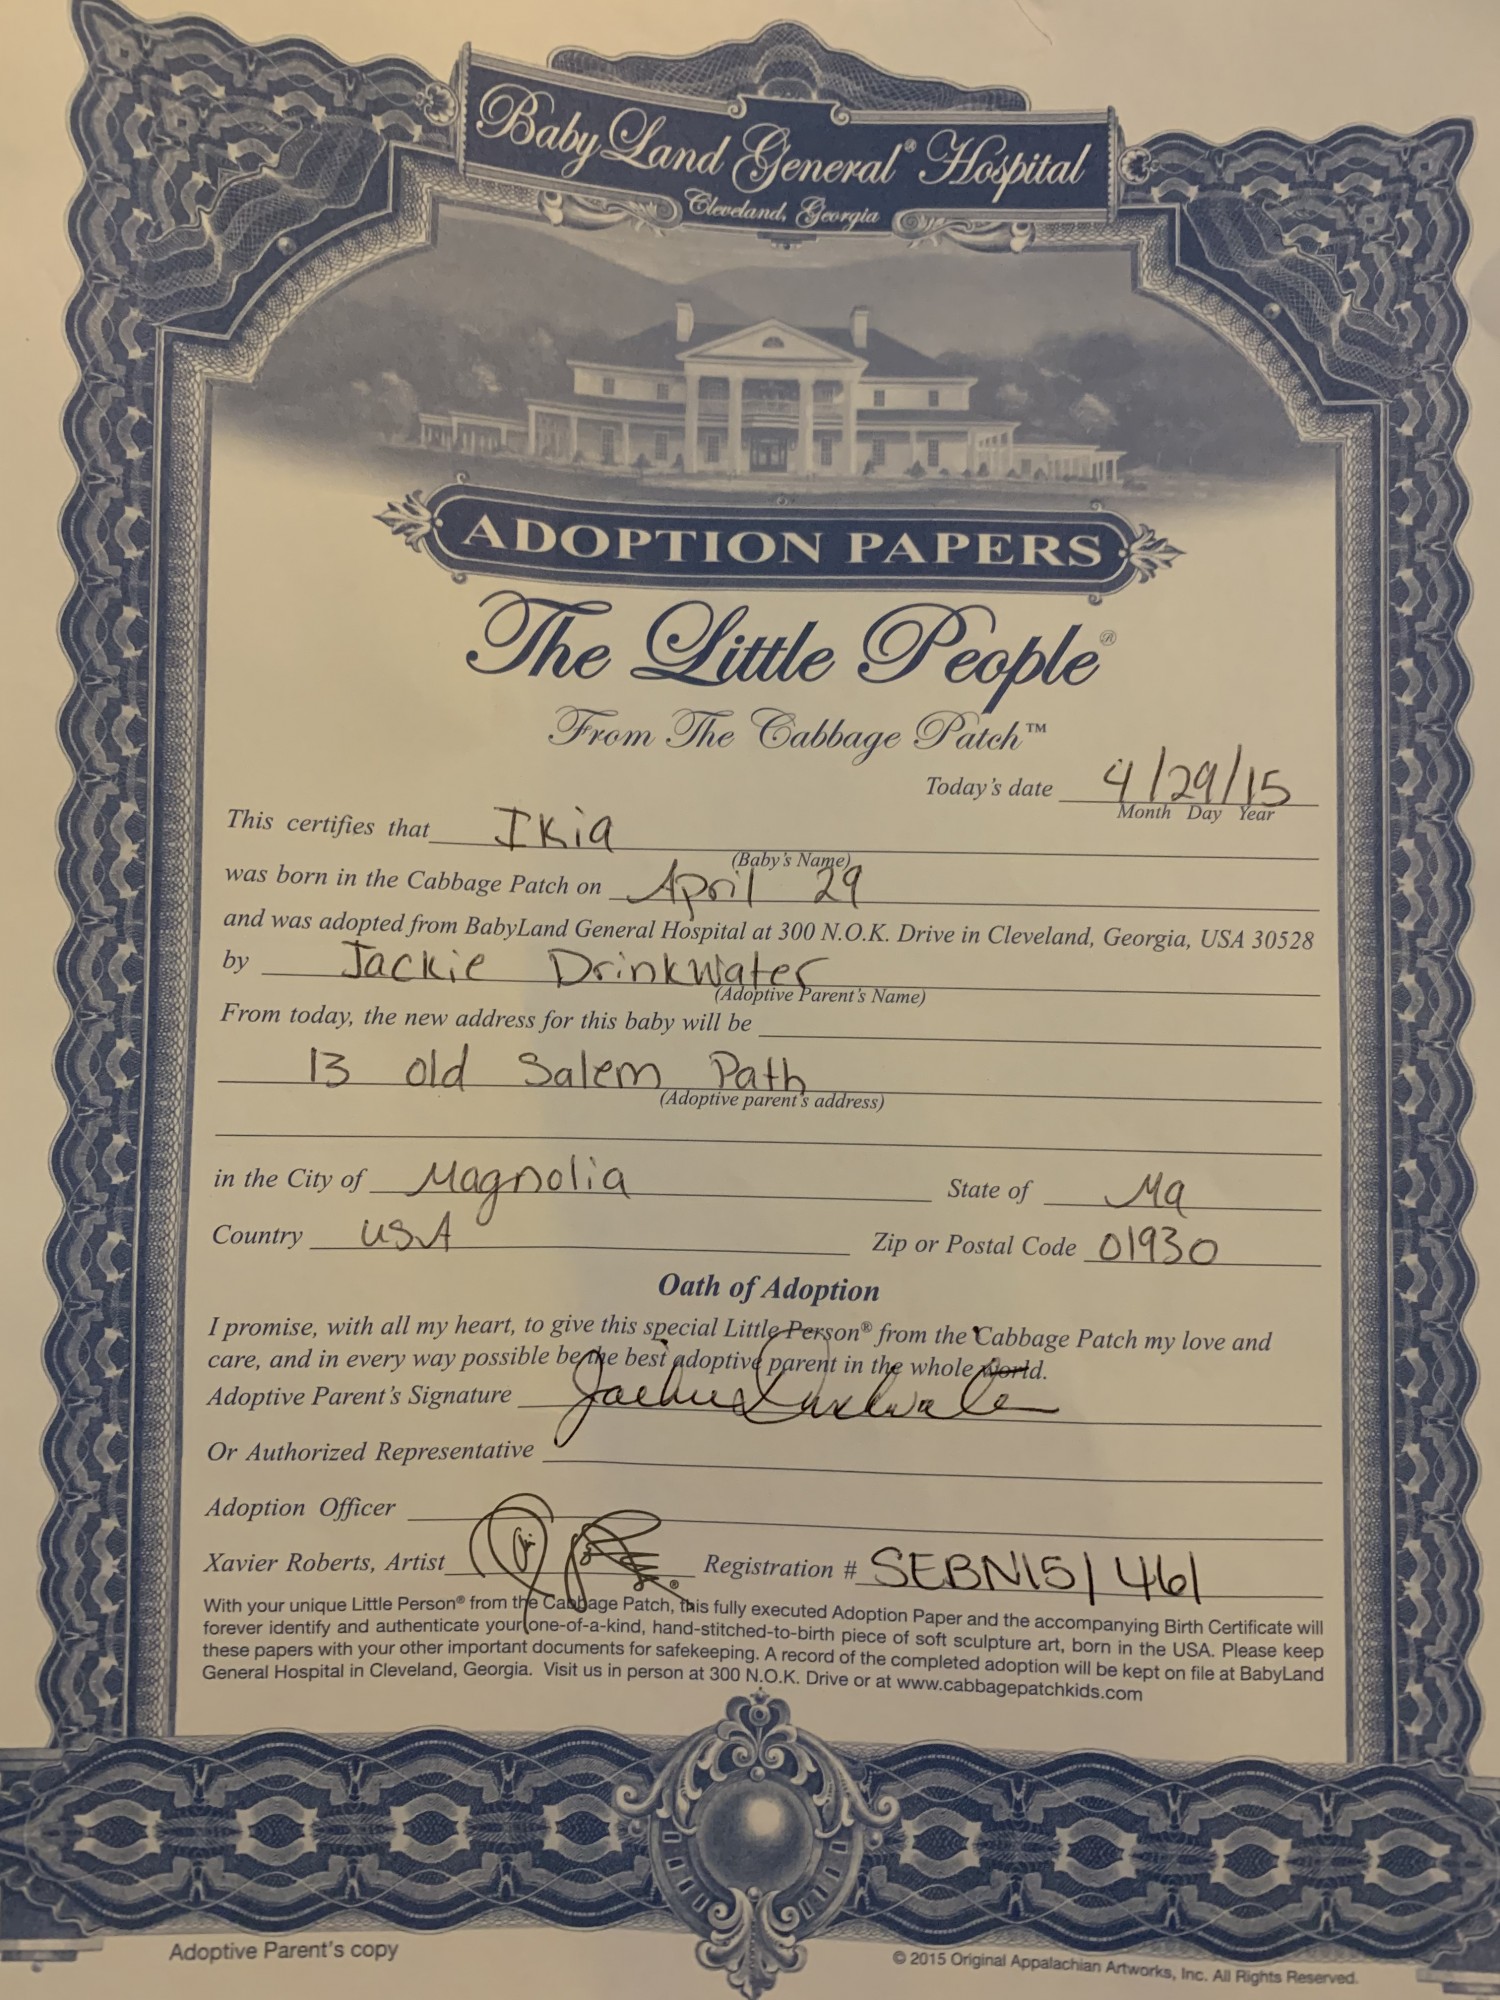 BabyLand General® Hospital
Cleveland, Georgia
ADOPTION PAPERS
The Little People®
From The Cabbage Patch™
Today's date 4/29/15
Month Day Year
This certifies that Ikia
(Baby's Name)
was born in the Cabbage Patch on April 29
and was adopted from BabyLand General Hospital at 300 N.O.K. Drive in Cleveland, Georgia, USA 30528
by Jackie Drinkwater
(Adoptive Parent's Name)
From today, the new address for this baby will be
13 Old Salem Path
(Adoptive parent's address)
in the City of Magnolia State of Ma
Country USA Zip or Postal Code 01930
Oath of Adoption
I promise, with all my heart, to give this special Little Person® from the Cabbage Patch my love and
care, and in every way possible be the best adoptive parent in the whole world.
Adoptive Parent's Signature Jackie Drinkwater
Or Authorized Representative
Adoption Officer
Xavier Roberts, Artist ® Registration # SEBN15/461
With your unique Little Person® from the Cabbage Patch, this fully executed Adoption Paper and the accompanying Birth Certificate will
forever identify and authenticate your one-of-a-kind, hand-stitched-to-birth piece of soft sculpture art, born in the USA. Please keep
these papers with your other important documents for safekeeping. A record of the completed adoption will be kept on file at BabyLand
General Hospital in Cleveland, Georgia. Visit us in person at 300 N.O.K. Drive or at www.cabbagepatchkids.com
Adoptive Parent's copy
© 2015 Original Appalachian Artworks, Inc. All Rights Reserved.